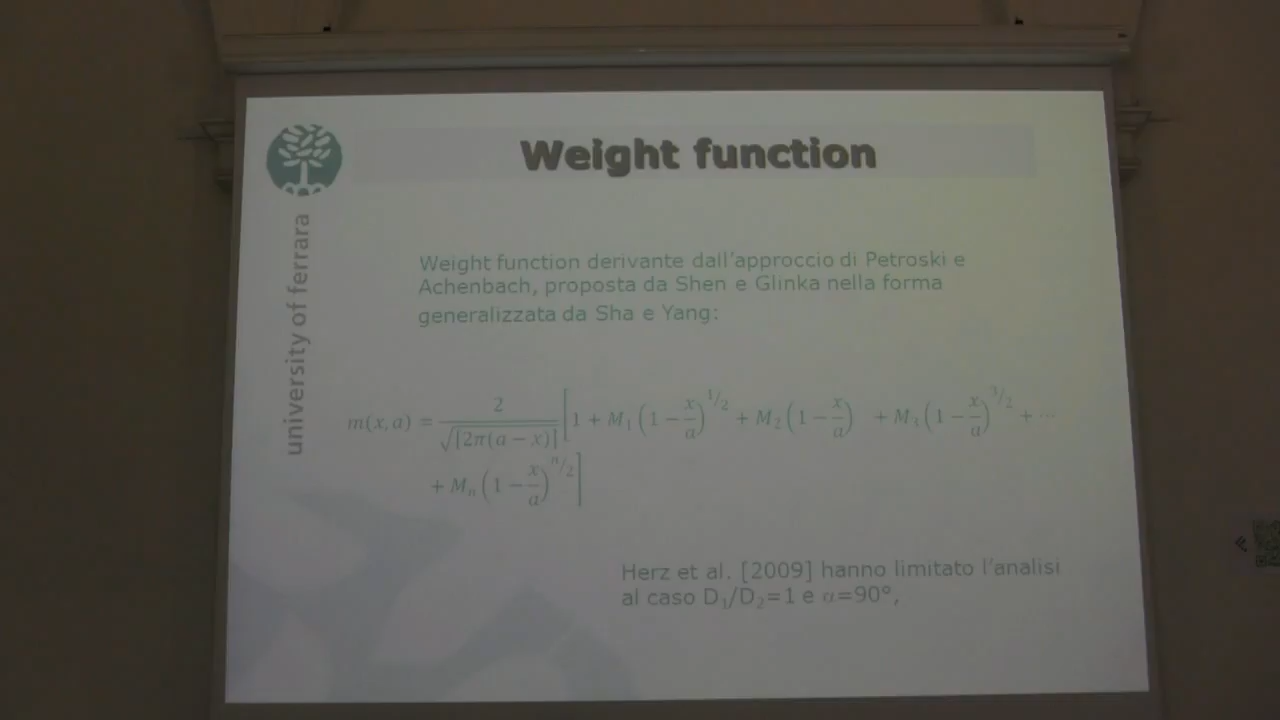 Weight function
university of ferrara
Weight function derivante dall'approccio di Petroski e
Achenbach, proposta da Shen e Glinka nella forma
generalizzata da Sha e Yang:
m(x, a) = 2/√[2π(a − x)] [1 + M₁(1 − x/a)^1/2 + M₂(1 − x/a) + M₃(1 − x/a)^3/2 + ⋯
+ Mₙ(1 − x/a)^n/2]
Herz et al. [2009] hanno limitato l'analisi
al caso D₁/D₂=1 e α=90°,